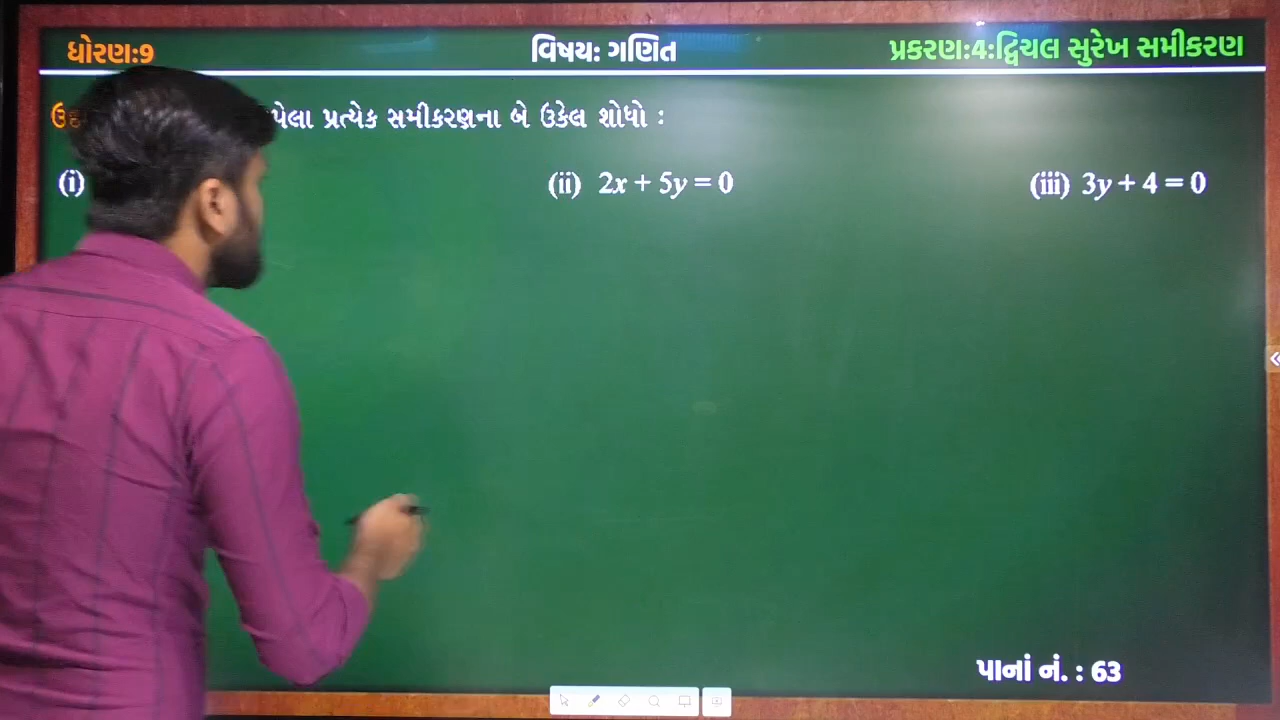 ધોરણ:9 વિષય: ગણિત પ્રકરણ:4:દ્વિચલ સુરેખ સમીકરણ
પ્રત્યેક સમીકરણના બે ઉકેલ શોધો :
(i) (ii) 2x + 5y = 0 (iii) 3y + 4 = 0
પાનાં નં. : 63